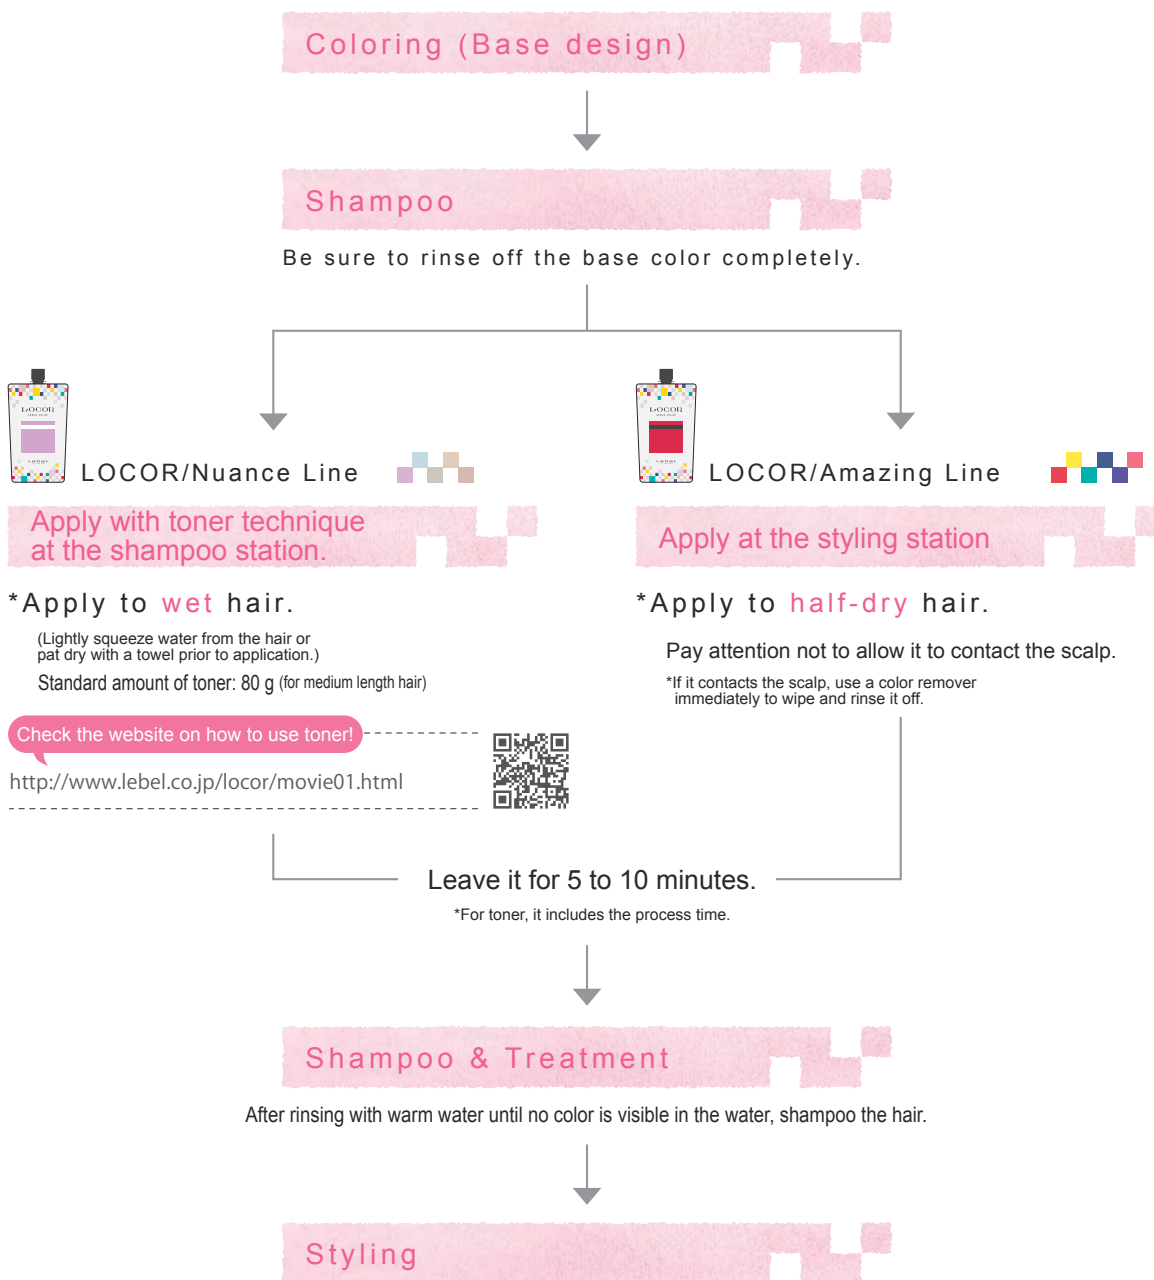 Coloring (Base design)
Shampoo
Be sure to rinse off the base color completely.
LOCOR
Lebel
LOCOR/Nuance Line
Apply with toner technique
at the shampoo station.
*Apply to wet hair.
(Lightly squeeze water from the hair or
pat dry with a towel prior to application.)
Standard amount of toner: 80 g (for medium length hair)
Check the website on how to use toner!
http://www.lebel.co.jp/locor/movie01.html
LOCOR
Lebel
LOCOR/Amazing Line
Apply at the styling station
*Apply to half-dry hair.
Pay attention not to allow it to contact the scalp.
*If it contacts the scalp, use a color remover
immediately to wipe and rinse it off.
Leave it for 5 to 10 minutes.
*For toner, it includes the process time.
Shampoo & Treatment
After rinsing with warm water until no color is visible in the water, shampoo the hair.
Styling